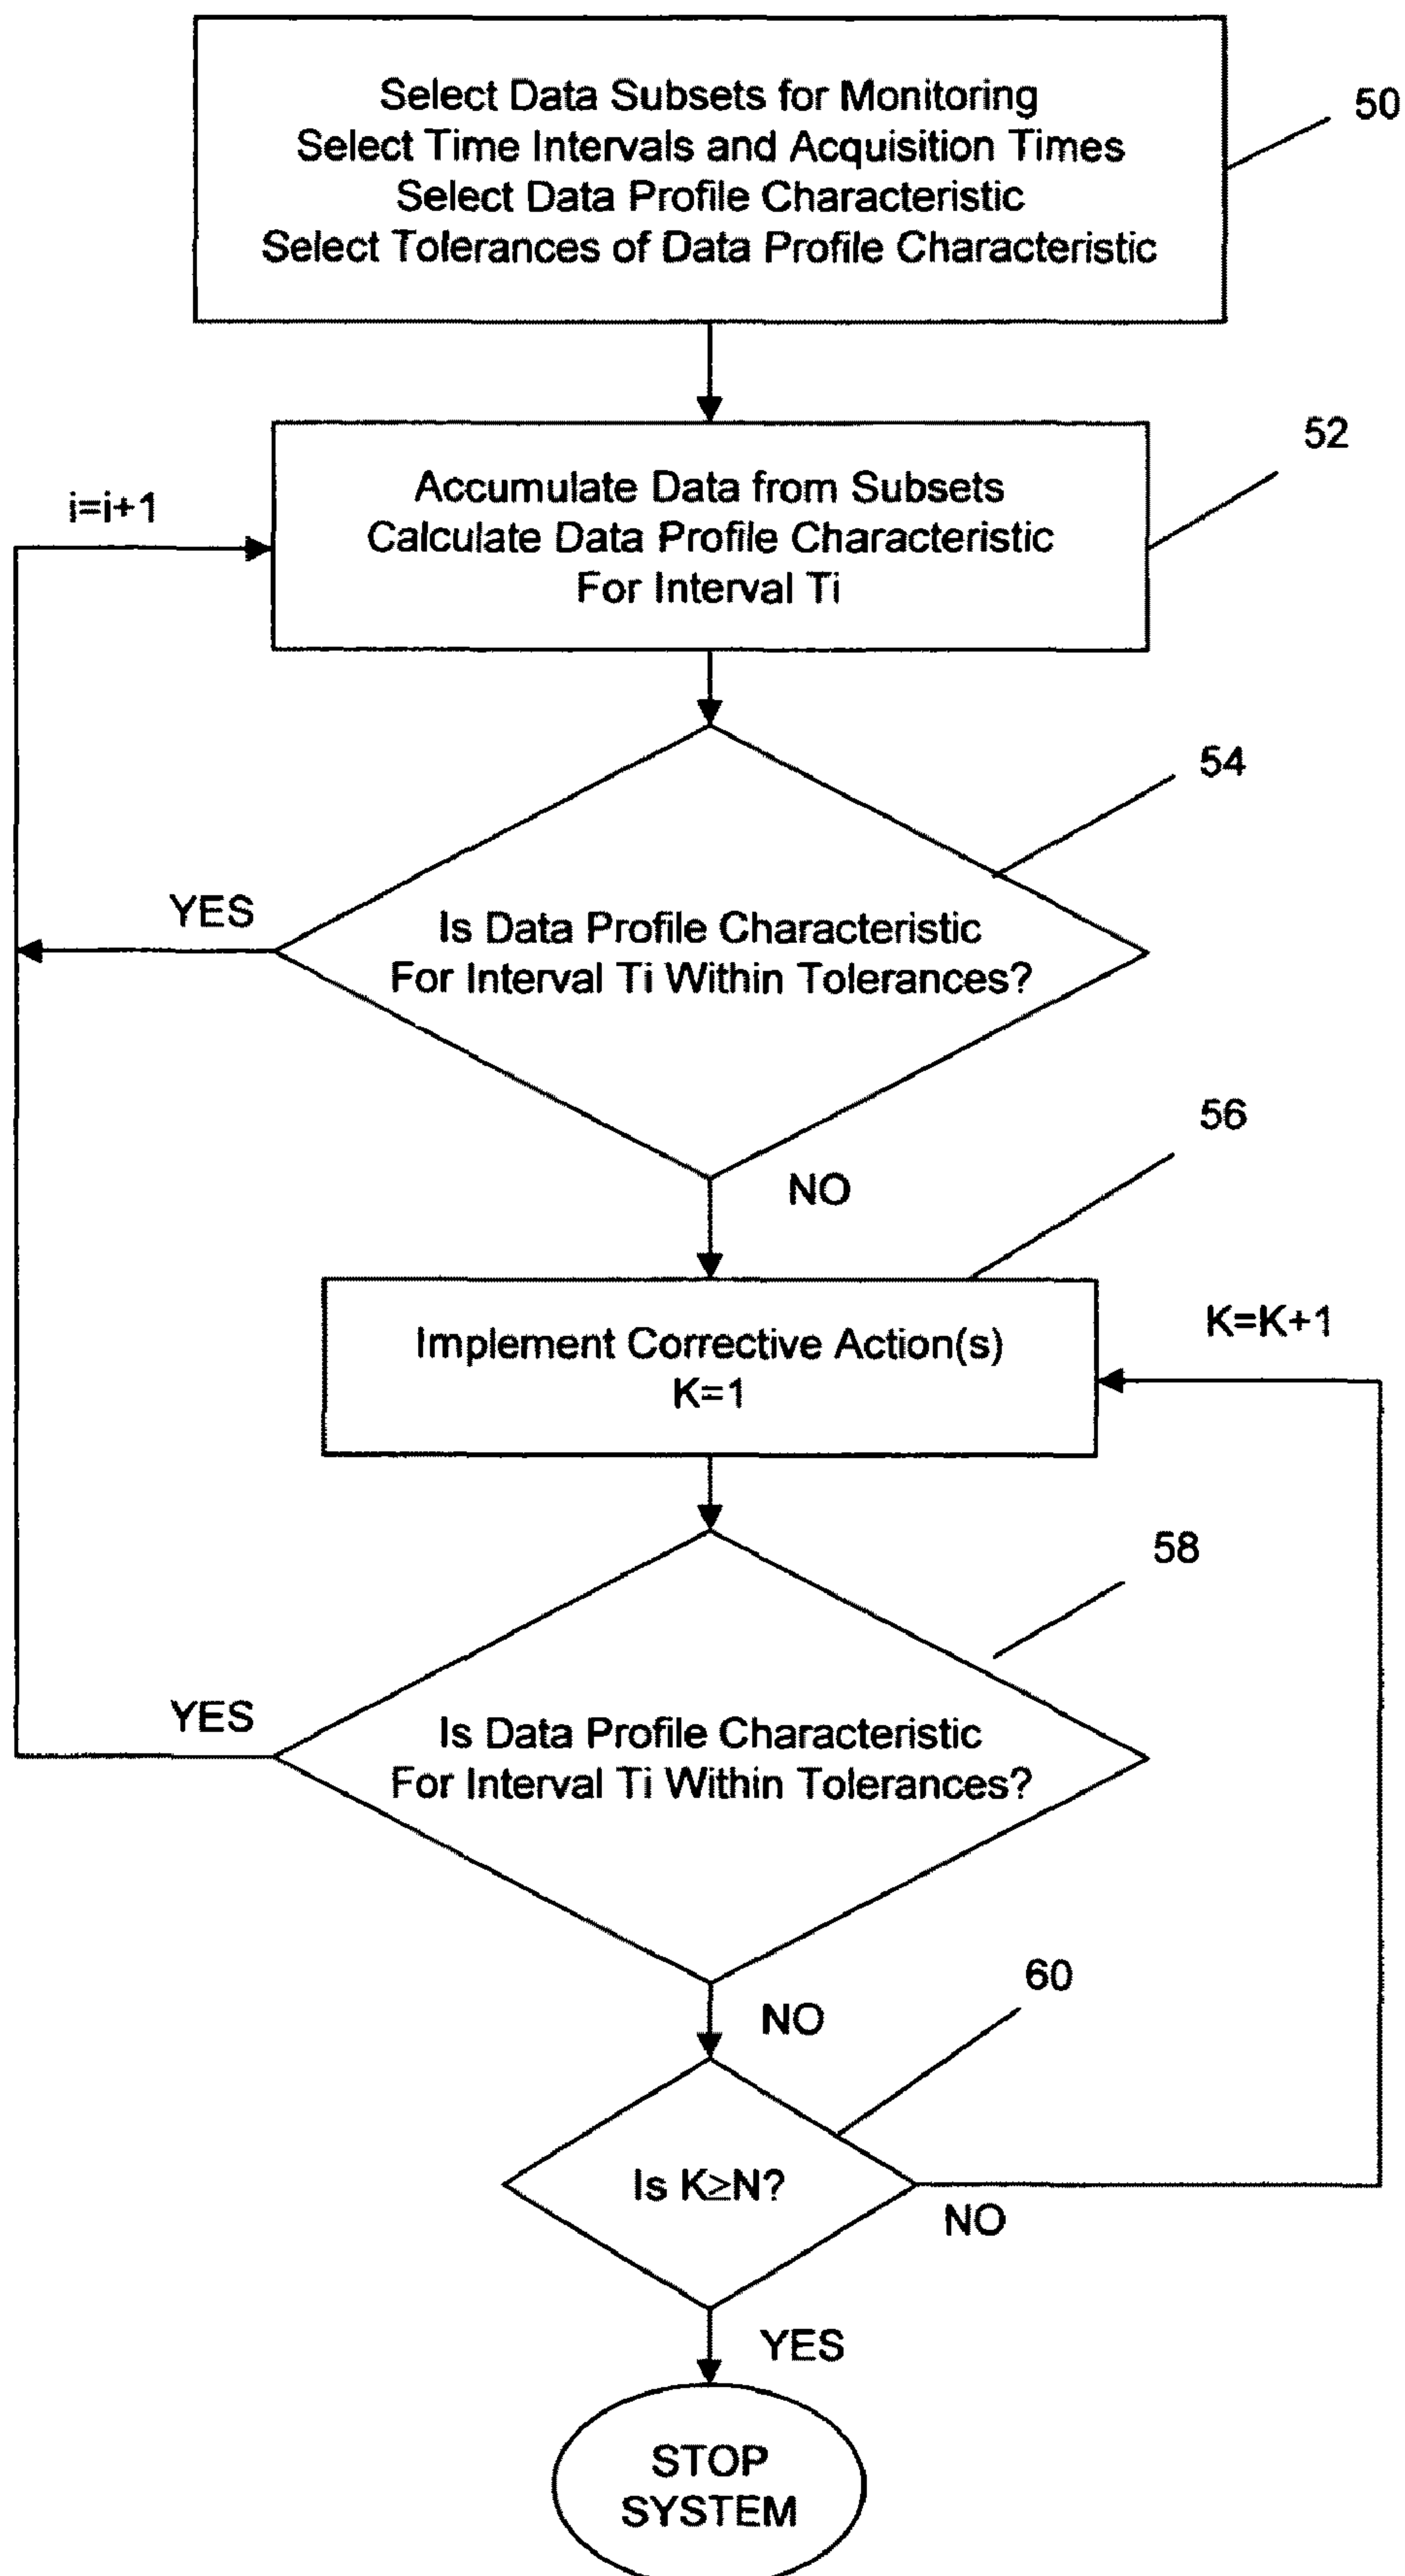 Select Data Subsets for Monitoring
Select Time Intervals and Acquisition Times
Select Data Profile Characteristic
Select Tolerances of Data Profile Characteristic
50
52
i=i+1
Accumulate Data from Subsets
Calculate Data Profile Characteristic
For Interval Ti
54
YES
Is Data Profile Characteristic
For Interval Ti Within Tolerances?
56
NO
K=K+1
Implement Corrective Action(s)
K=1
58
YES
Is Data Profile Characteristic
For Interval Ti Within Tolerances?
60
NO
Is K≥N?
NO
YES
STOP
SYSTEM